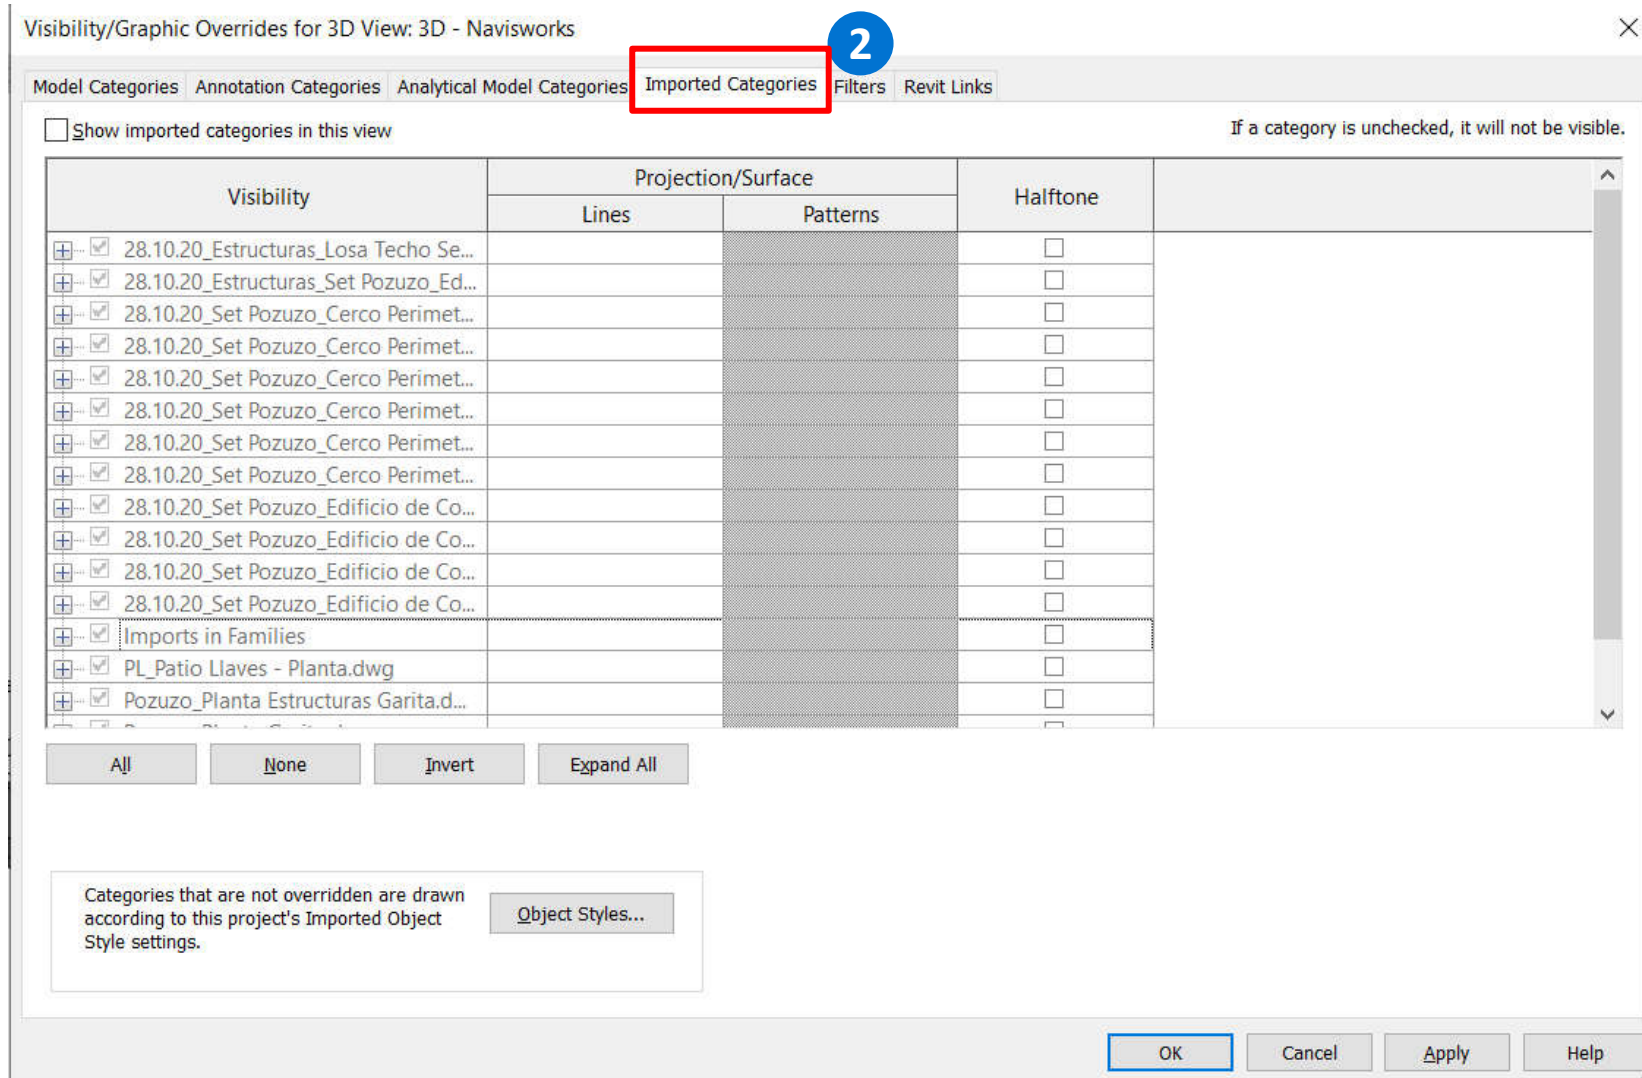 Visibility/Graphic Overrides for 3D View: 3D - Navisworks
2
Model Categories Annotation Categories Analytical Model Categories Imported Categories Filters Revit Links
Show imported categories in this view
If a category is unchecked, it will not be visible.
Visibility Projection/Surface Halftone
Lines Patterns
28.10.20_Estructuras_Losa Techo Se...
28.10.20_Estructuras_Set Pozuzo_Ed...
28.10.20_Set Pozuzo_Cerco Perimet...
28.10.20_Set Pozuzo_Cerco Perimet...
28.10.20_Set Pozuzo_Cerco Perimet...
28.10.20_Set Pozuzo_Cerco Perimet...
28.10.20_Set Pozuzo_Cerco Perimet...
28.10.20_Set Pozuzo_Cerco Perimet...
28.10.20_Set Pozuzo_Edificio de Co...
28.10.20_Set Pozuzo_Edificio de Co...
28.10.20_Set Pozuzo_Edificio de Co...
28.10.20_Set Pozuzo_Edificio de Co...
Imports in Families
PL_Patio Llaves - Planta.dwg
Pozuzo_Planta Estructuras Garita.d...
All None Invert Expand All
Categories that are not overridden are drawn
according to this project's Imported Object
Style settings.
Object Styles...
OK Cancel Apply Help